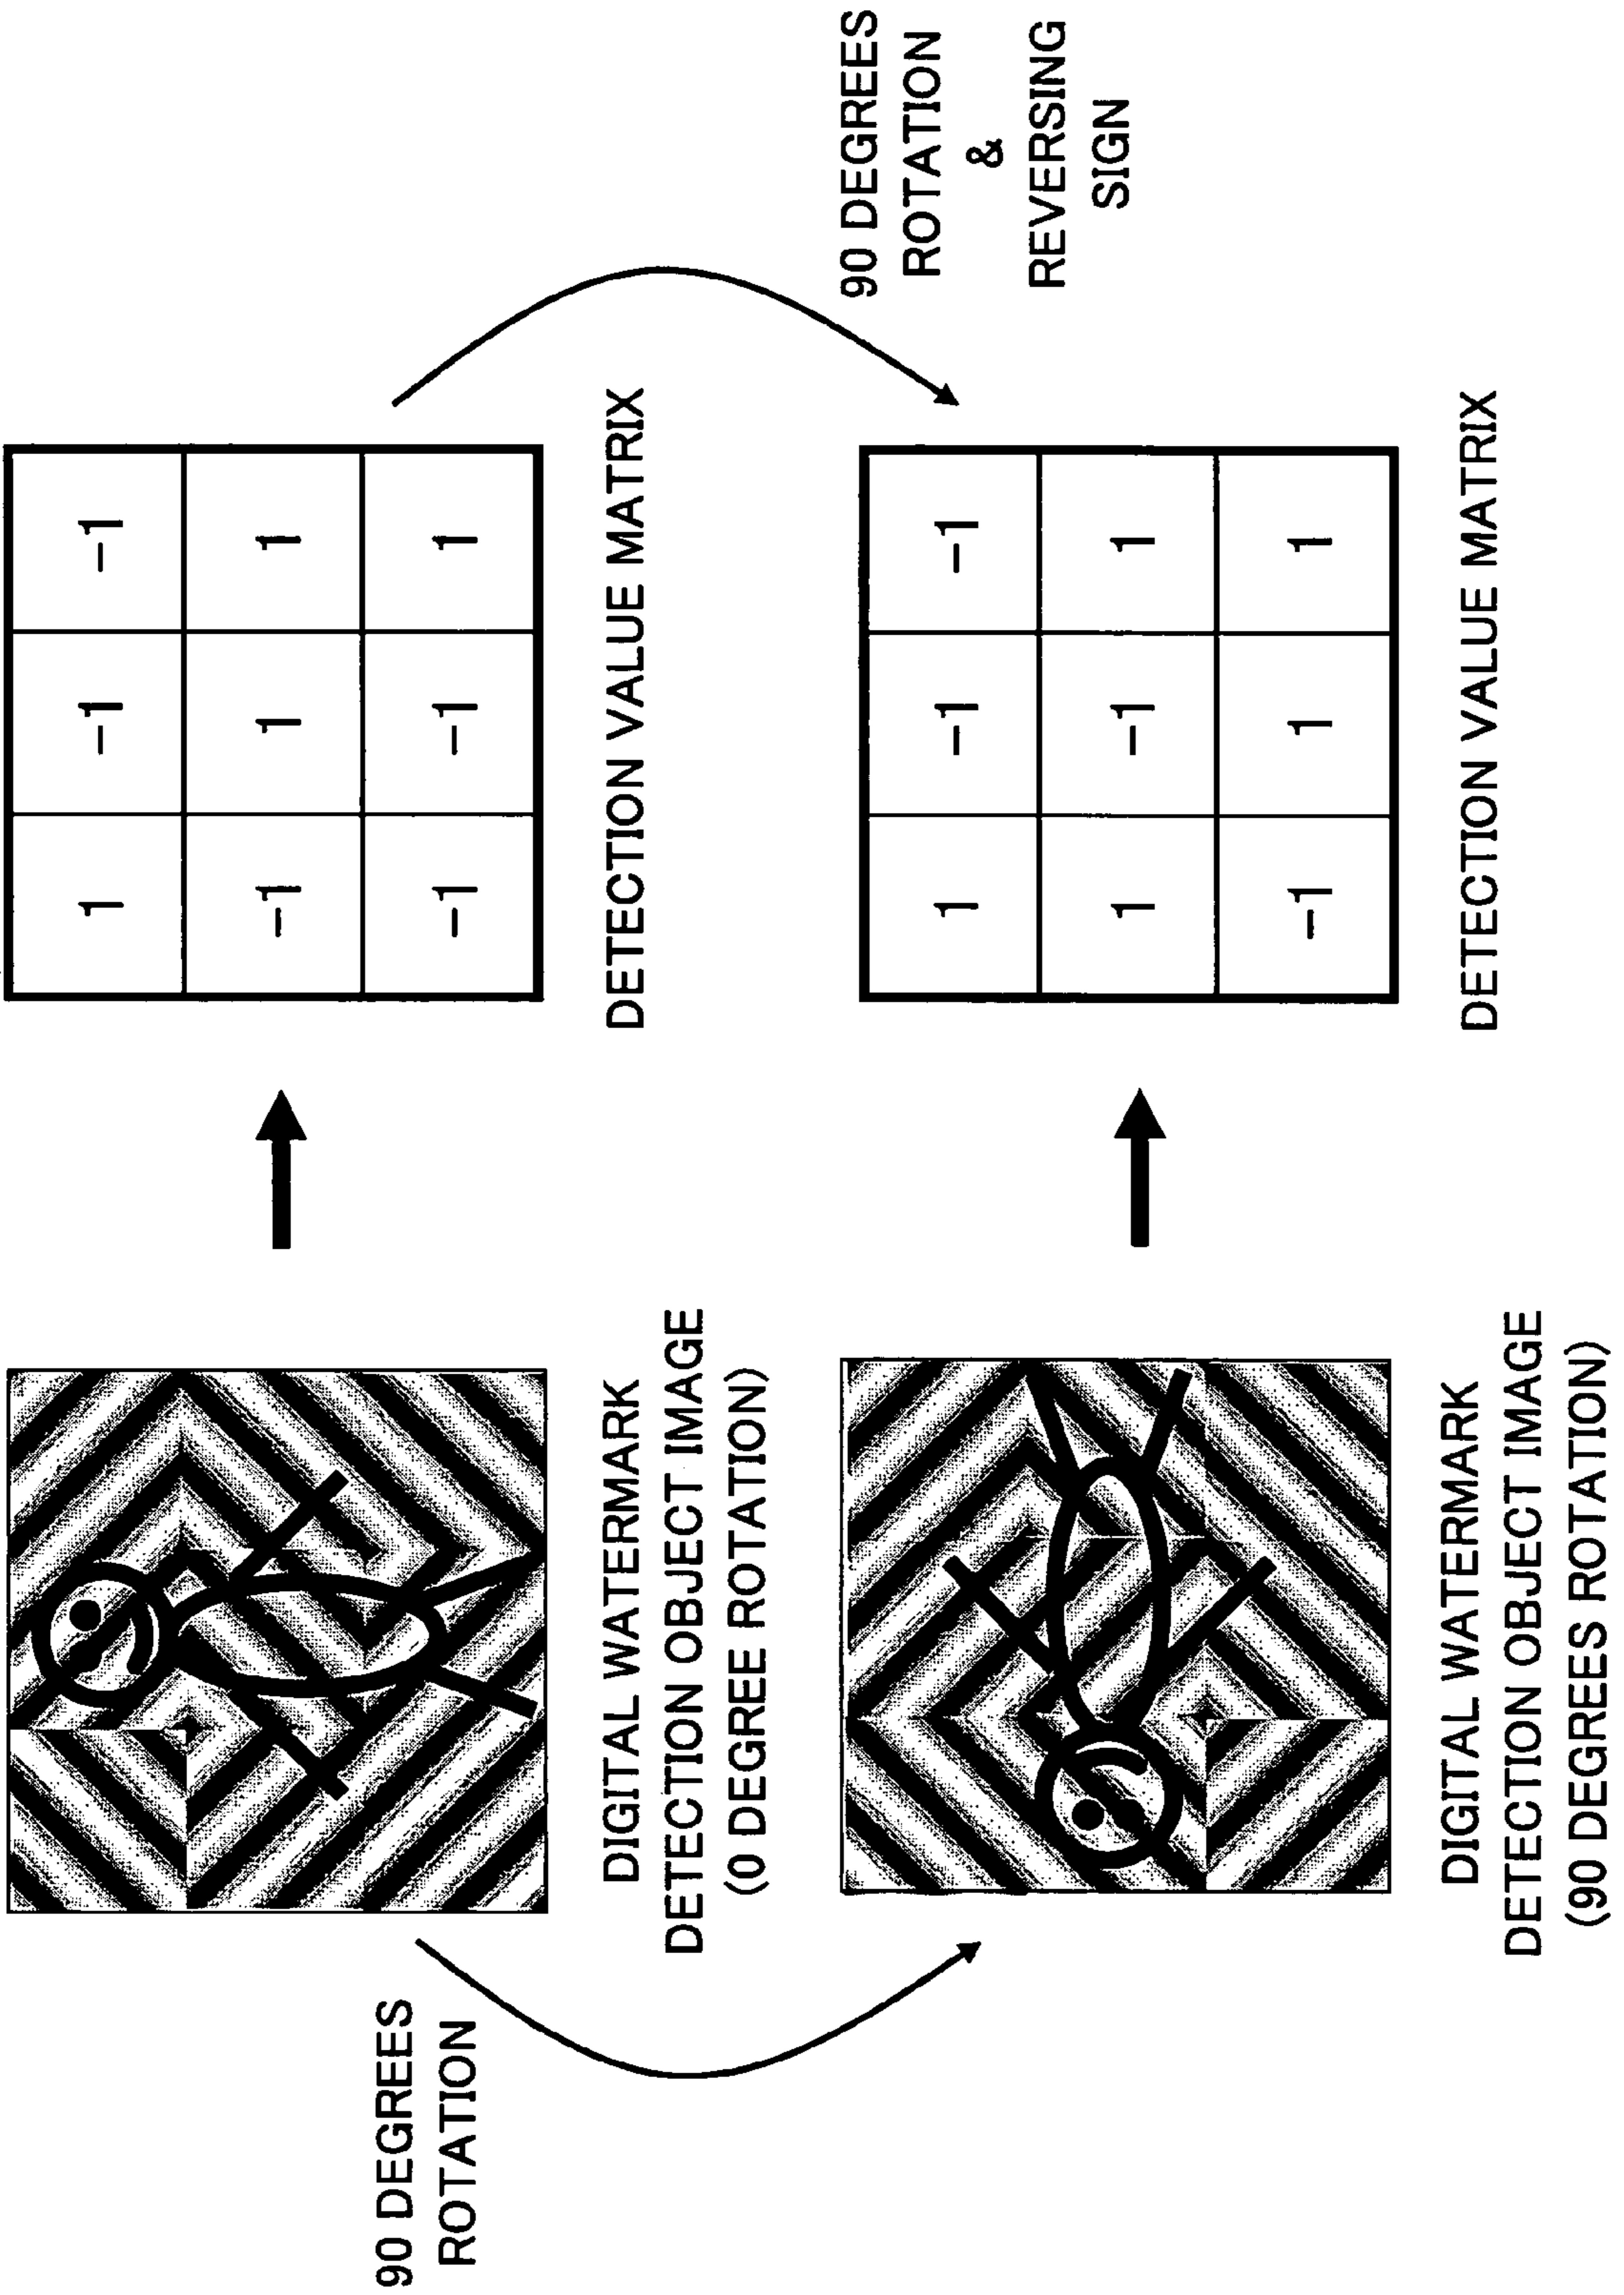 1 -1 -1
-1 1 1
-1 -1 1
90 DEGREES
ROTATION
DIGITAL WATERMARK
DETECTION OBJECT IMAGE
(0 DEGREE ROTATION)
DETECTION VALUE MATRIX
90 DEGREES
ROTATION
&
REVERSING
SIGN
1 -1 -1
1 -1 1
-1 1 1
DIGITAL WATERMARK
DETECTION OBJECT IMAGE
(90 DEGREES ROTATION)
DETECTION VALUE MATRIX